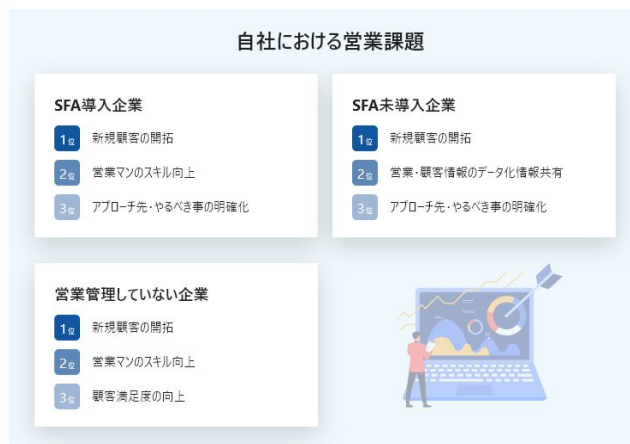 自社における営業課題
SFA導入企業
1位 新規顧客の開拓
2位 営業マンのスキル向上
3位 アプローチ先・やるべき事の明確化
SFA未導入企業
1位 新規顧客の開拓
2位 営業・顧客情報のデータ化情報共有
3位 アプローチ先・やるべき事の明確化
営業管理していない企業
1位 新規顧客の開拓
2位 営業マンのスキル向上
3位 顧客満足度の向上